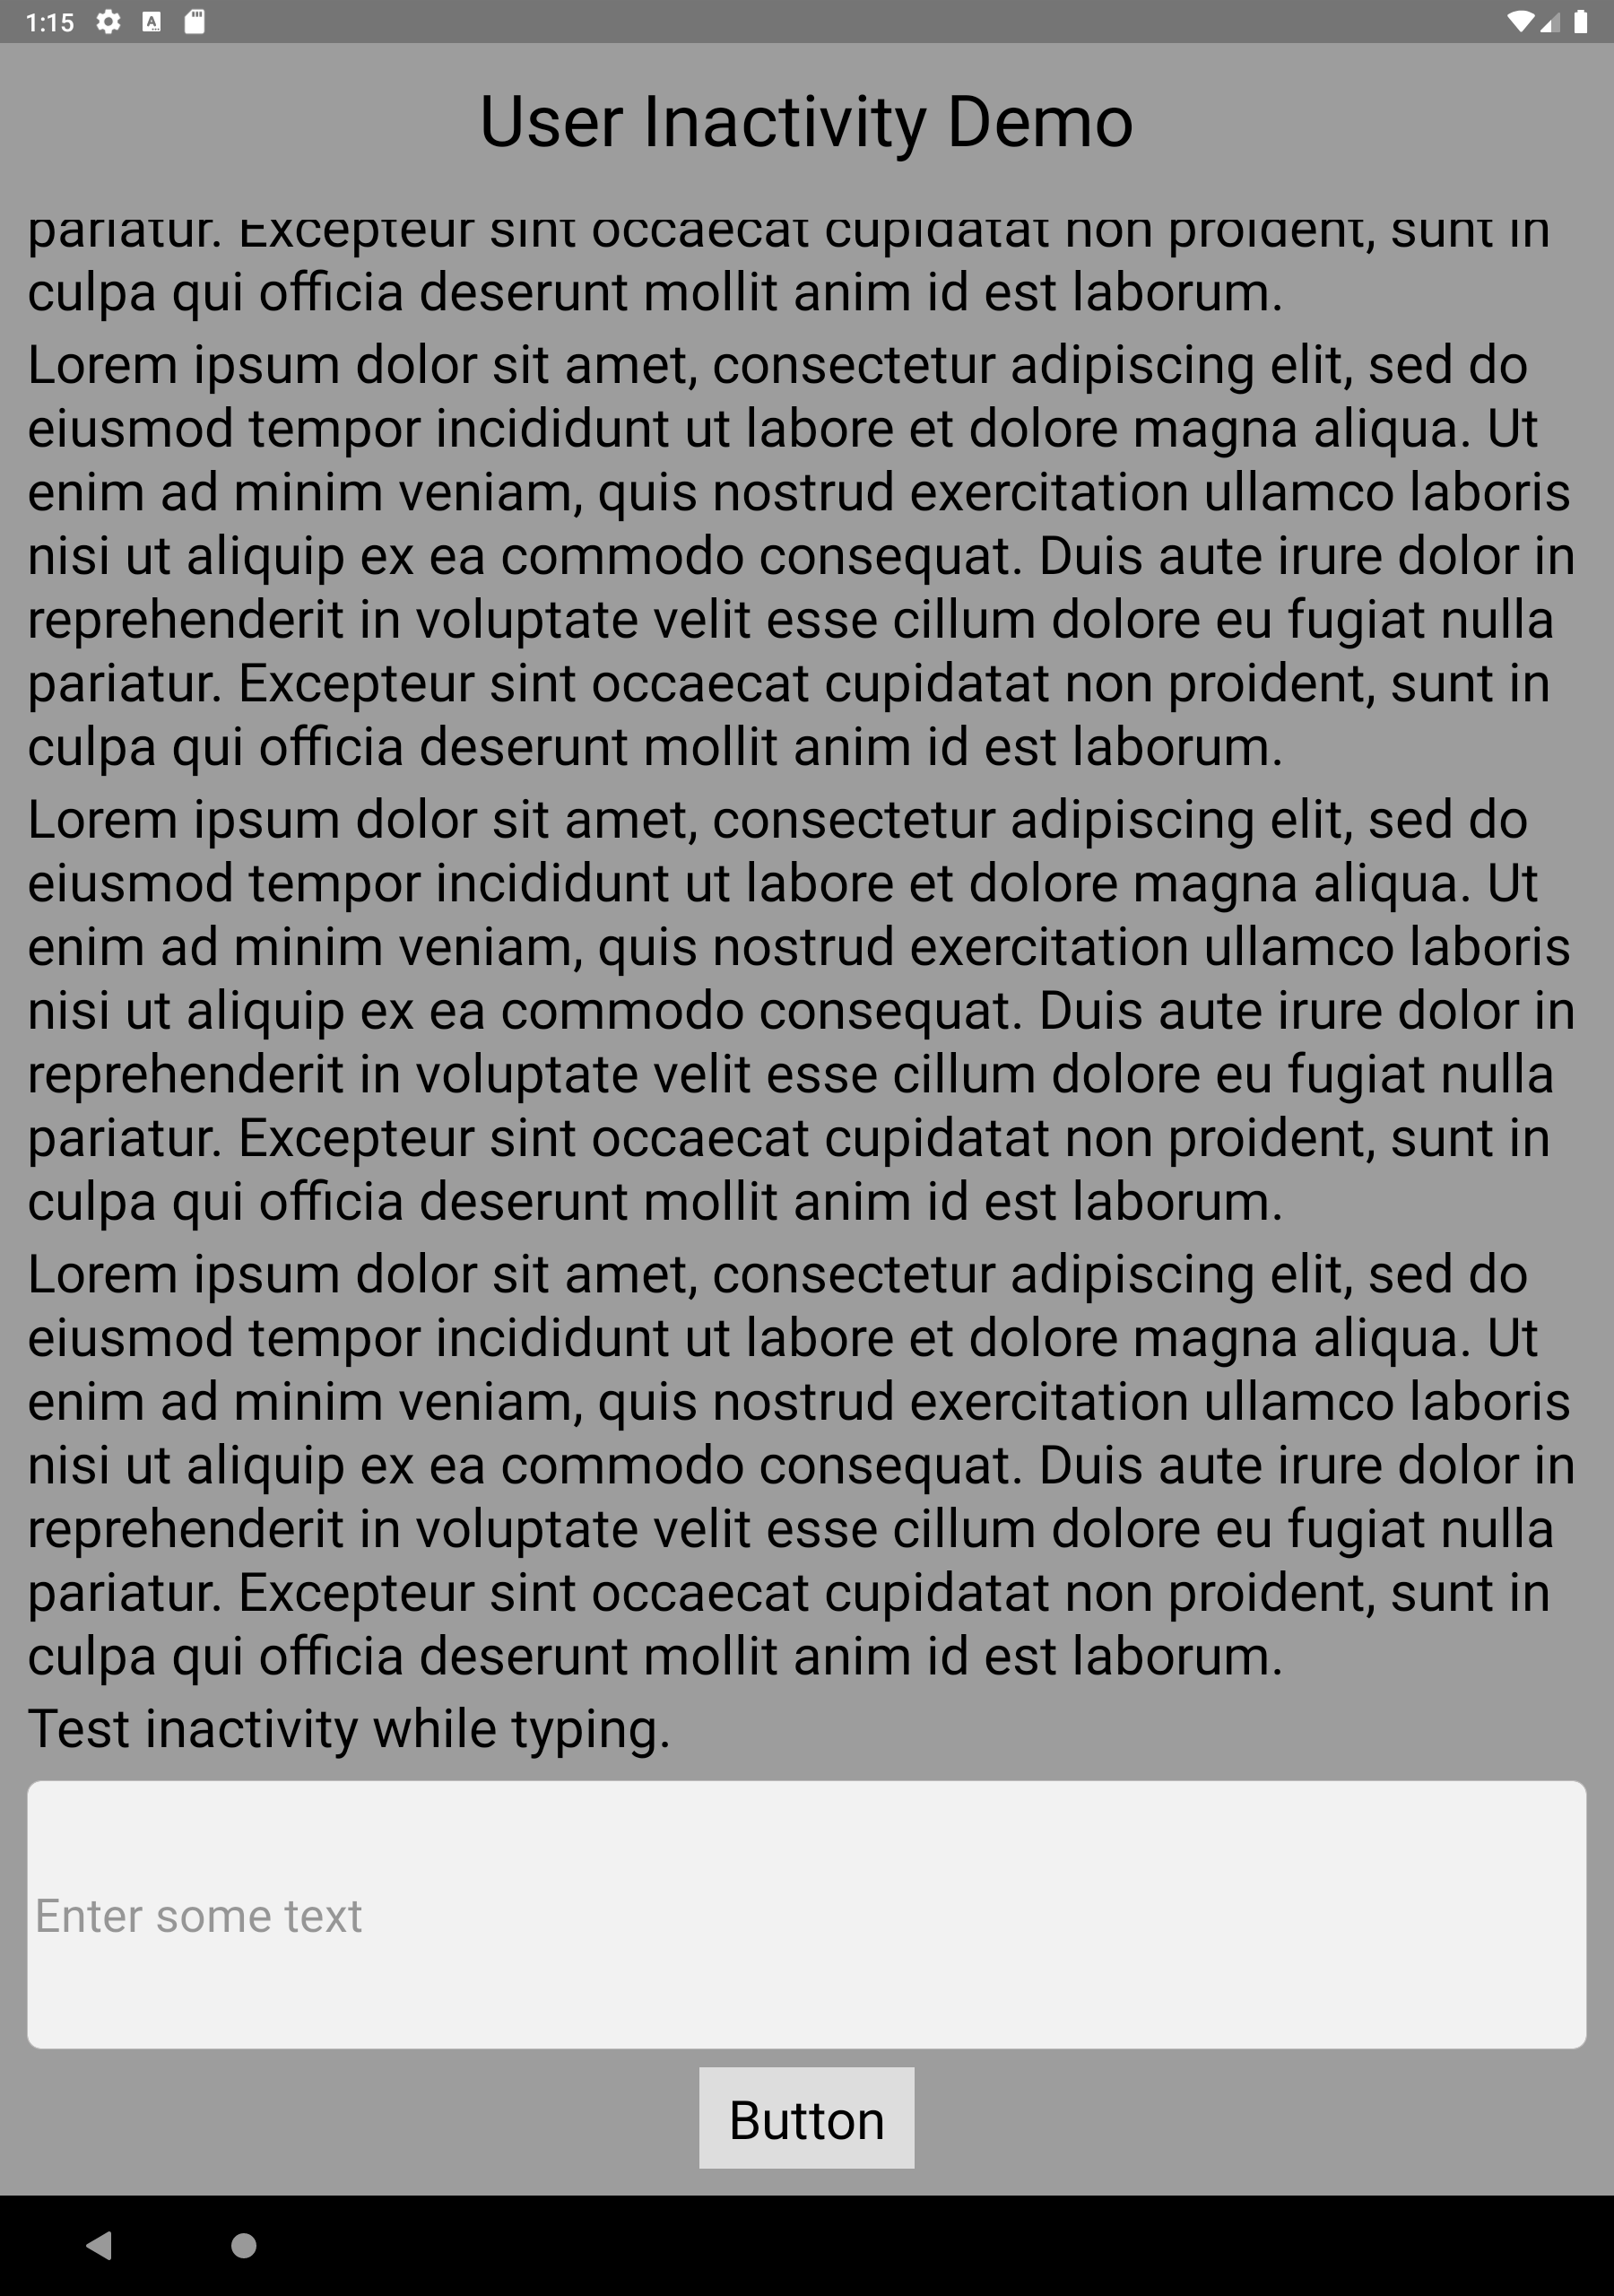 1:15
User Inactivity Demo
pariatur. Excepteur sint occaecat cupidatat non proident, sunt in
culpa qui officia deserunt mollit anim id est laborum.
Lorem ipsum dolor sit amet, consectetur adipiscing elit, sed do
eiusmod tempor incididunt ut labore et dolore magna aliqua. Ut
enim ad minim veniam, quis nostrud exercitation ullamco laboris
nisi ut aliquip ex ea commodo consequat. Duis aute irure dolor in
reprehenderit in voluptate velit esse cillum dolore eu fugiat nulla
pariatur. Excepteur sint occaecat cupidatat non proident, sunt in
culpa qui officia deserunt mollit anim id est laborum.
Lorem ipsum dolor sit amet, consectetur adipiscing elit, sed do
eiusmod tempor incididunt ut labore et dolore magna aliqua. Ut
enim ad minim veniam, quis nostrud exercitation ullamco laboris
nisi ut aliquip ex ea commodo consequat. Duis aute irure dolor in
reprehenderit in voluptate velit esse cillum dolore eu fugiat nulla
pariatur. Excepteur sint occaecat cupidatat non proident, sunt in
culpa qui officia deserunt mollit anim id est laborum.
Lorem ipsum dolor sit amet, consectetur adipiscing elit, sed do
eiusmod tempor incididunt ut labore et dolore magna aliqua. Ut
enim ad minim veniam, quis nostrud exercitation ullamco laboris
nisi ut aliquip ex ea commodo consequat. Duis aute irure dolor in
reprehenderit in voluptate velit esse cillum dolore eu fugiat nulla
pariatur. Excepteur sint occaecat cupidatat non proident, sunt in
culpa qui officia deserunt mollit anim id est laborum.
Test inactivity while typing.
Enter some text
Button